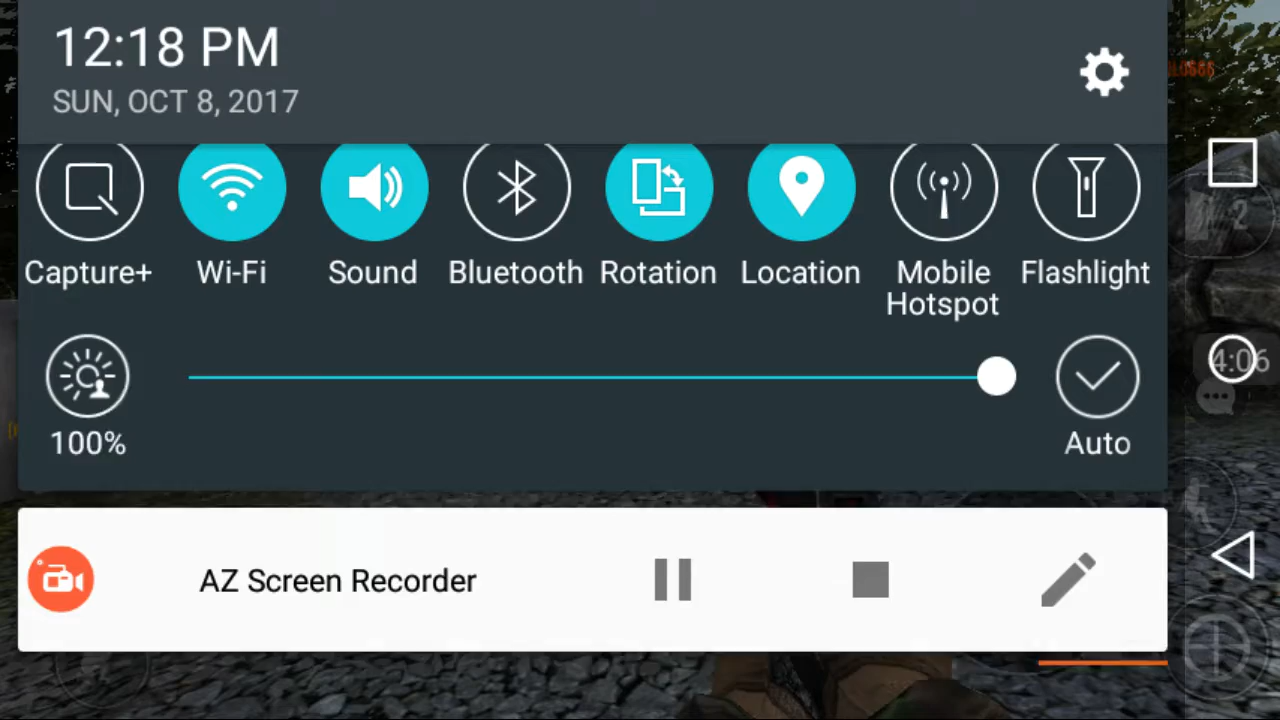 12:18 PM
SUN, OCT 8, 2017
Capture+ Wi-Fi Sound Bluetooth Rotation Location Mobile Hotspot Flashlight
2
4:06
100%
Auto
AZ Screen Recorder